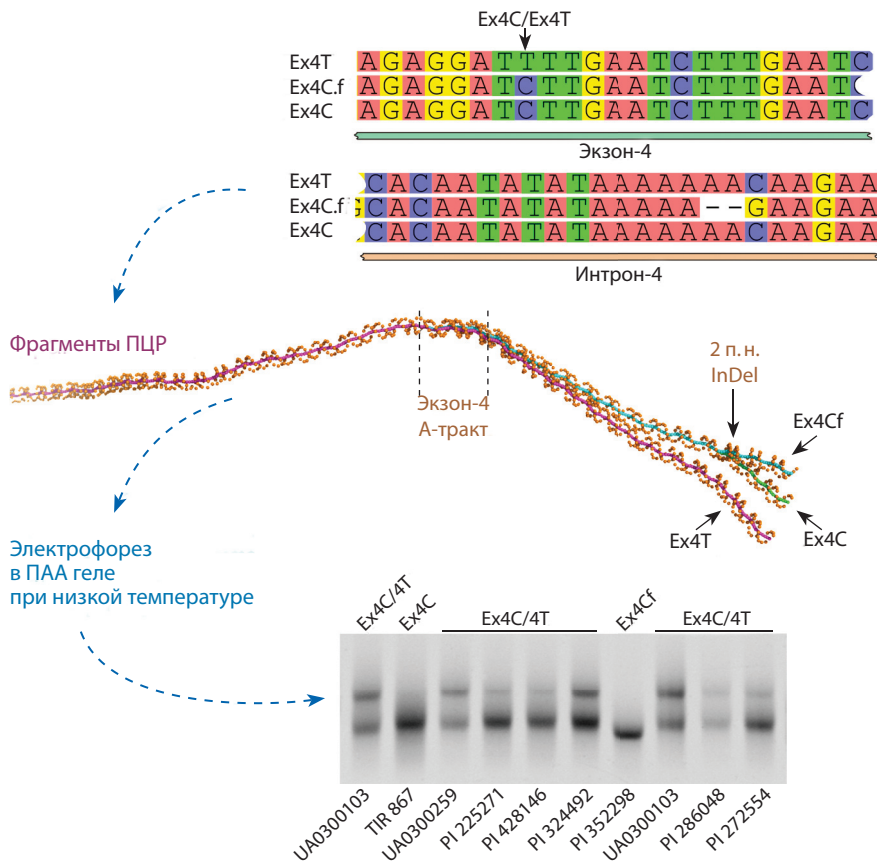 Ex4C/Ex4T
Ex4T AGAGGATTTTGAATCTTTGAATC
Ex4C.f AGAGGATCTTGAATCTTTGAAT
Ex4C AGAGGATCTTGAATCTTTGAATC
Экзон-4
Ex4T CACAATATATAAAAAAACAAGAA
Ex4C.f GCACAATATATAAAAA--GAAGAA
Ex4C CACAATATATAAAAAAACAAGAA
Интрон-4
Фрагменты ПЦР
Экзон-4
А-тракт
2 п. н.
InDel
Ex4Cf
Ex4T
Ex4C
Электрофорез
в ПАА геле
при низкой температуре
Ex4C/4T
Ex4C
Ex4C/4T
Ex4Cf
Ex4C/4T
UA0300103
TIR 867
UA0300259
PI 225271
PI 428146
PI 324492
PI 352298
UA0300103
PI 286048
PI 272554